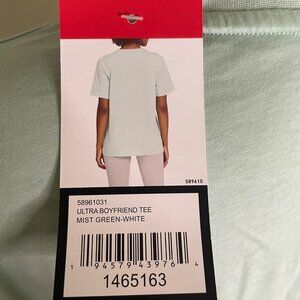 589610
58961031
ULTRA BOYFRIEND TEE
MIST GREEN-WHITE
1 94579 43976 4
1465163